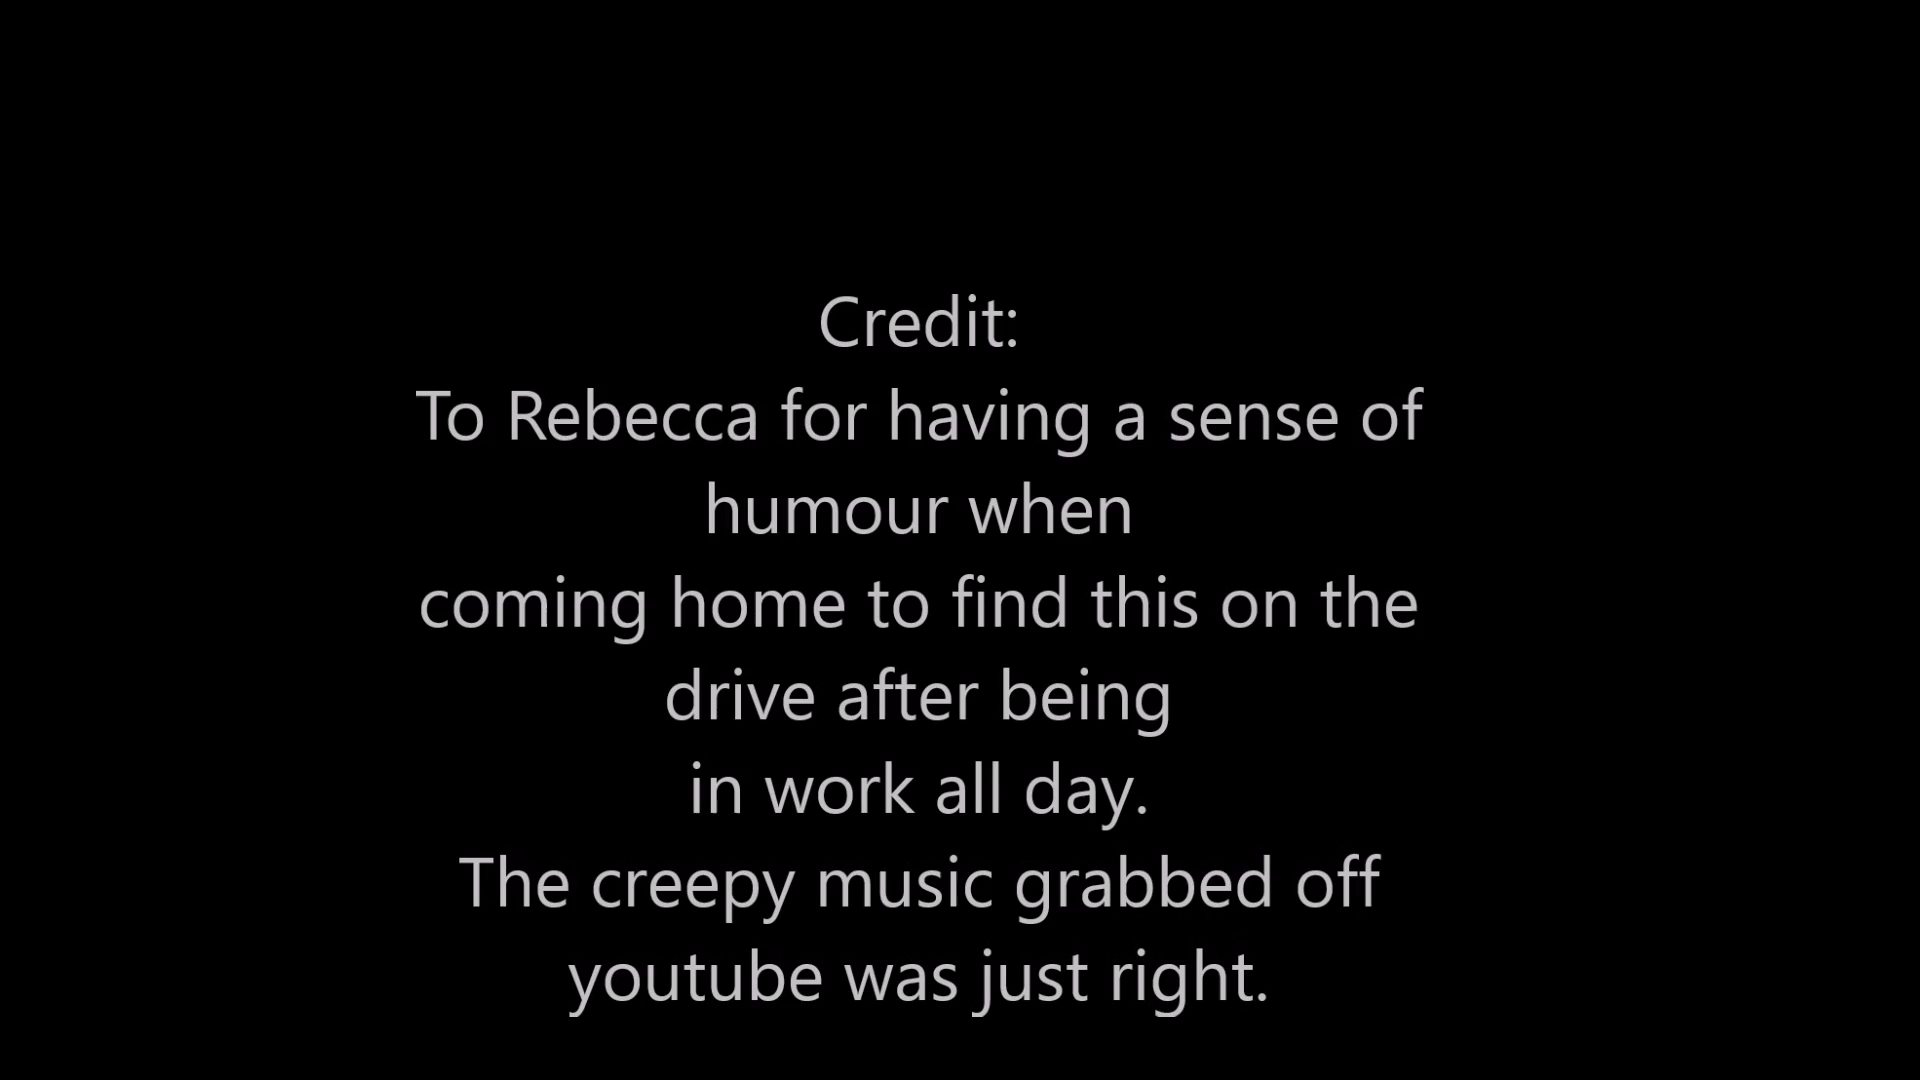 Credit:
To Rebecca for having a sense of
humour when
coming home to find this on the
drive after being
in work all day.
The creepy music grabbed off
youtube was just right.